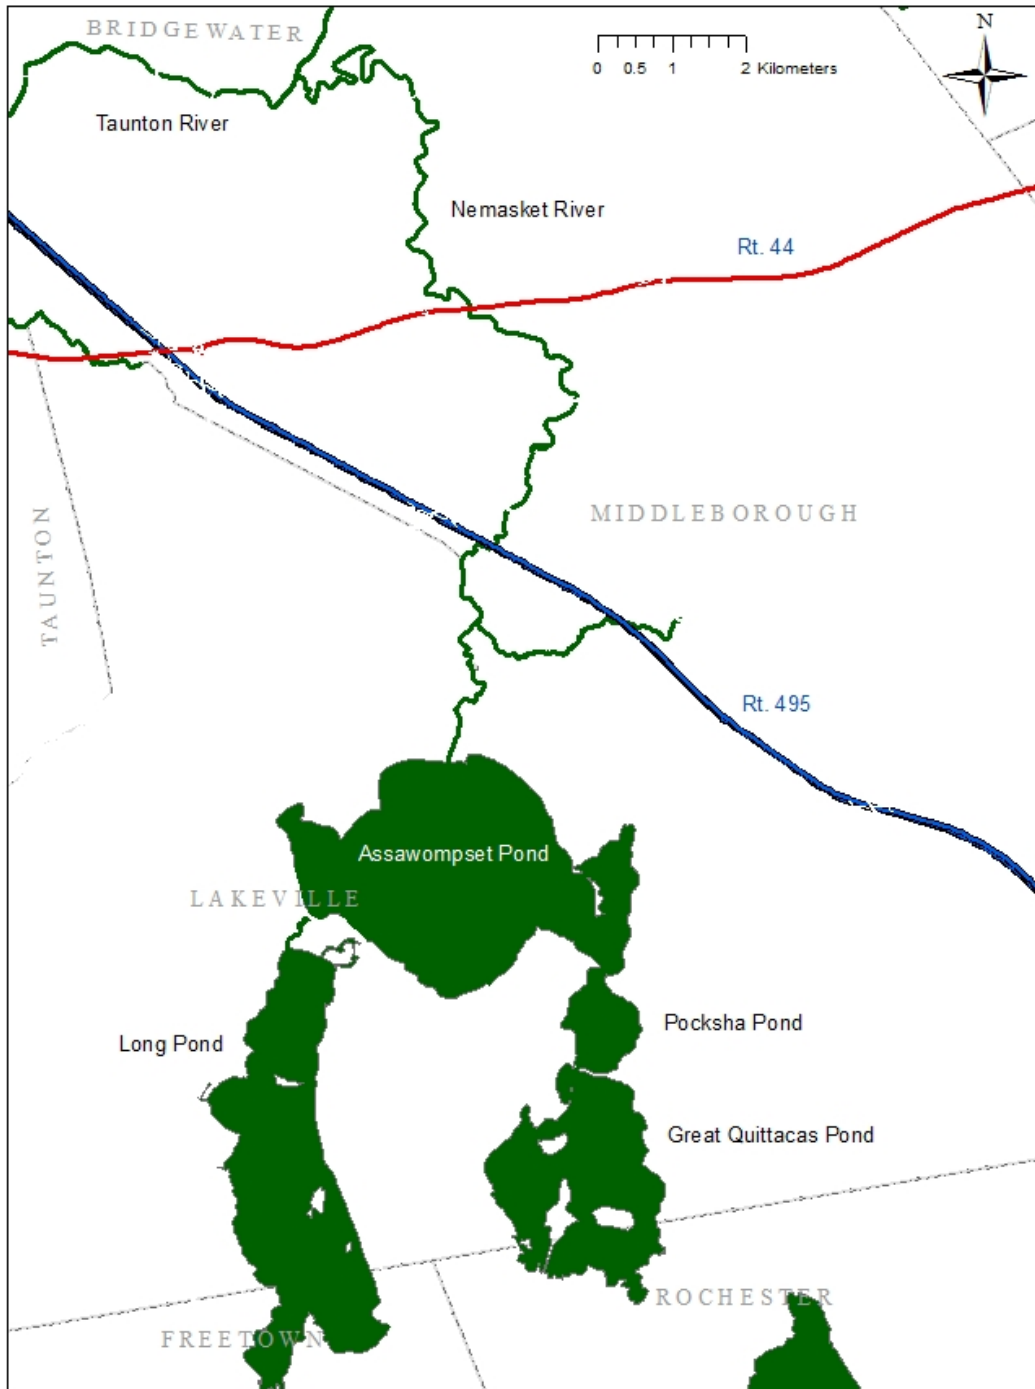 BRIDGEWATER
N
0 0.5 1 2 Kilometers
Taunton River
Nemasket River
Rt. 44
MIDDLEBOROUGH
TAUNTON
Rt. 495
Assawompset Pond
LAKEVILLE
Pocksha Pond
Long Pond
Great Quittacas Pond
ROCHESTER
FREETOWN